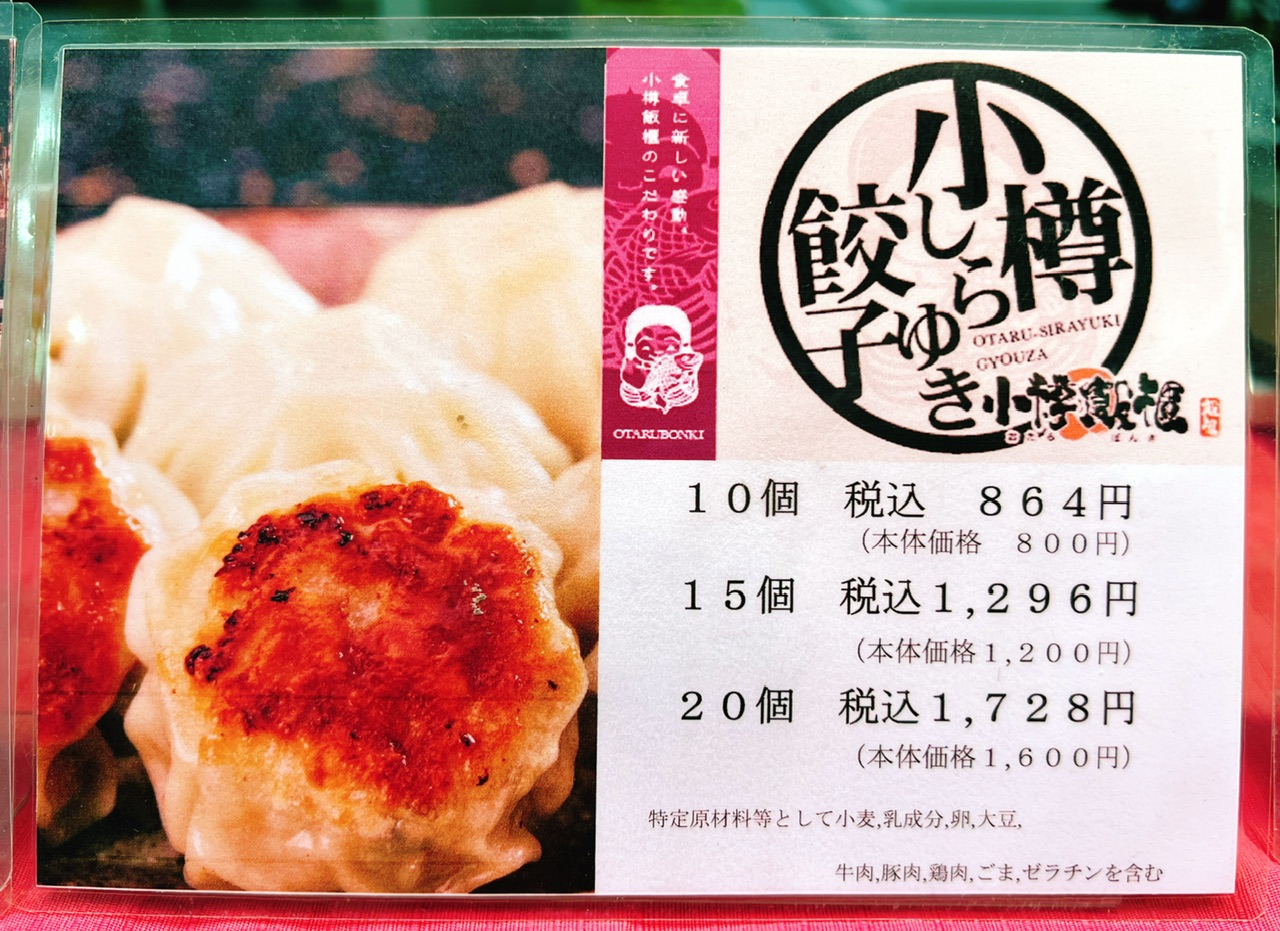 食卓に新しい感動。
小樽飯櫃のこだわりです。
OTARUBONKI
小樽
しらゆき
餃子
OTARU-SIRAYUKI
GYOUZA
小樽飯櫃
おたる ぼんき
10個 税込 864円
(本体価格 800円)
15個 税込1,296円
(本体価格1,200円)
20個 税込1,728円
(本体価格1,600円)
特定原材料等として小麦,乳成分,卵,大豆,
牛肉,豚肉,鶏肉,ごま,ゼラチンを含む